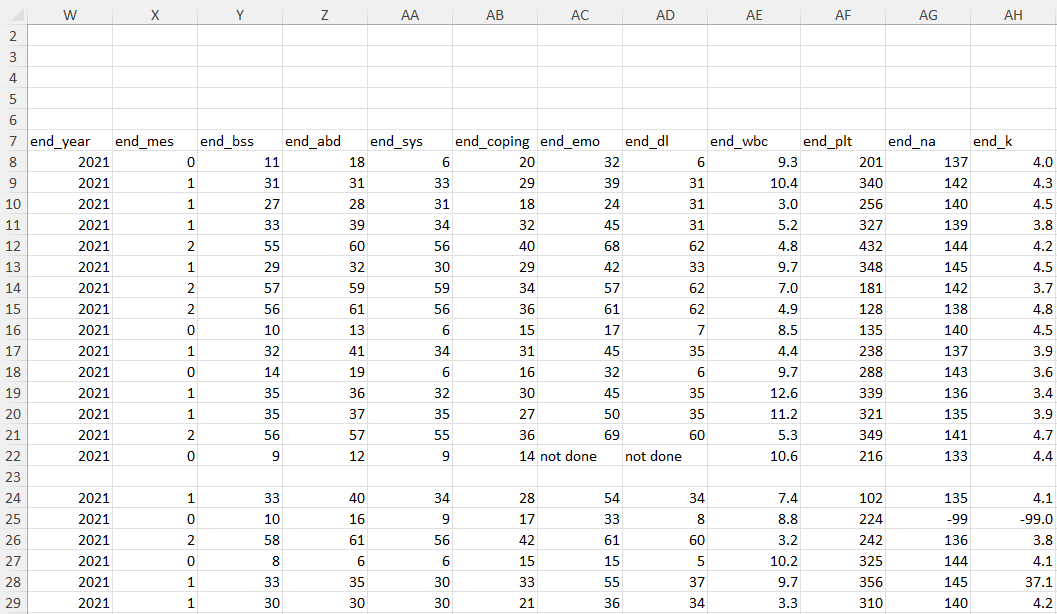 W X Y Z AA AB AC AD AE AF AG AH
2
3
4
5
6
7 end_year end_mes end_bss end_abd end_sys end_coping end_emo end_dl end_wbc end_plt end_na end_k
8 2021 0 11 18 6 20 32 6 9.3 201 137 4.0
9 2021 1 31 31 33 29 39 31 10.4 340 142 4.3
10 2021 1 27 28 31 18 24 31 3.0 256 140 4.5
11 2021 1 33 39 34 32 45 31 5.2 327 139 3.8
12 2021 2 55 60 56 40 68 62 4.8 432 144 4.2
13 2021 1 29 32 30 29 42 33 9.7 348 145 4.5
14 2021 2 57 59 59 34 57 62 7.0 181 142 3.7
15 2021 2 56 61 56 36 61 62 4.9 128 138 4.8
16 2021 0 10 13 6 15 17 7 8.5 135 140 4.5
17 2021 1 32 41 34 31 45 35 4.4 238 137 3.9
18 2021 0 14 19 6 16 32 6 9.7 288 143 3.6
19 2021 1 35 36 32 30 45 35 12.6 339 136 3.4
20 2021 1 35 37 35 27 50 35 11.2 321 135 3.9
21 2021 2 56 57 55 36 69 60 5.3 349 141 4.7
22 2021 0 9 12 9 14 not done not done 10.6 216 133 4.4
23
24 2021 1 33 40 34 28 54 34 7.4 102 135 4.1
25 2021 0 10 16 9 17 33 8 8.8 224 -99 -99.0
26 2021 2 58 61 56 42 61 60 3.2 242 136 3.8
27 2021 0 8 6 6 15 15 5 10.2 325 144 4.1
28 2021 1 33 35 30 33 55 37 9.7 356 145 37.1
29 2021 1 30 30 30 21 36 34 3.3 310 140 4.2